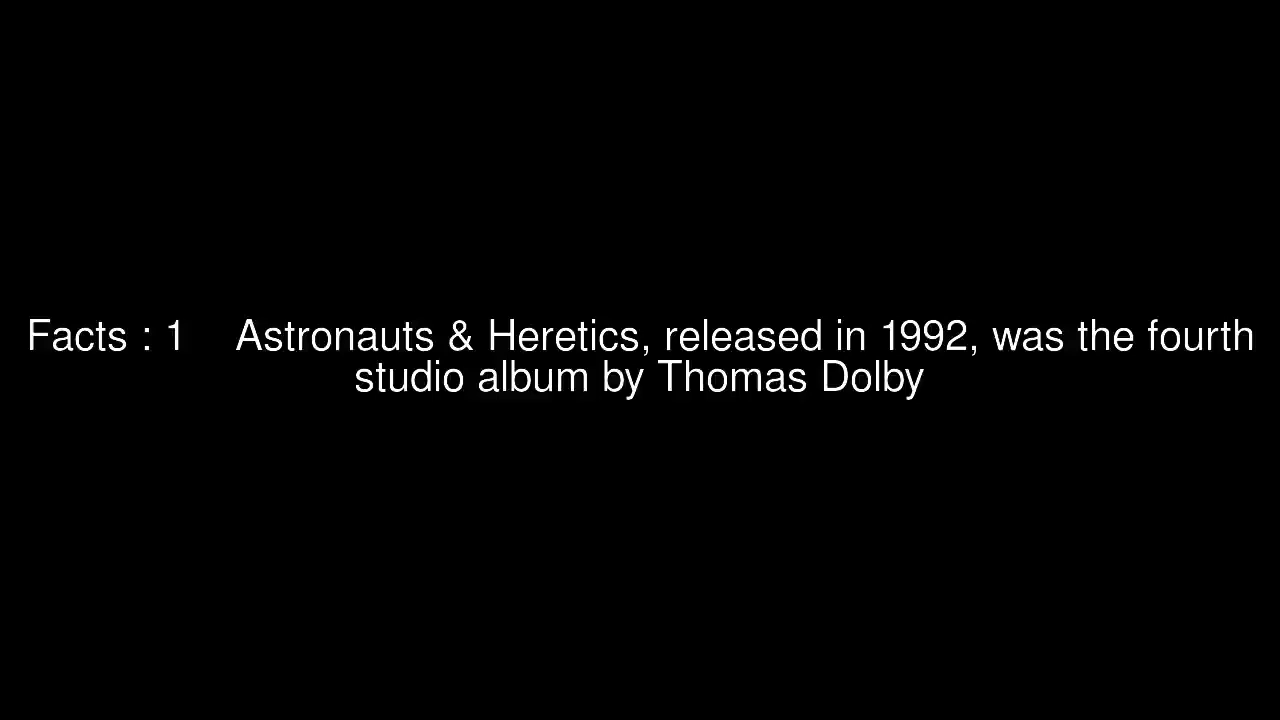 Facts : 1 Astronauts & Heretics, released in 1992, was the fourth
studio album by Thomas Dolby